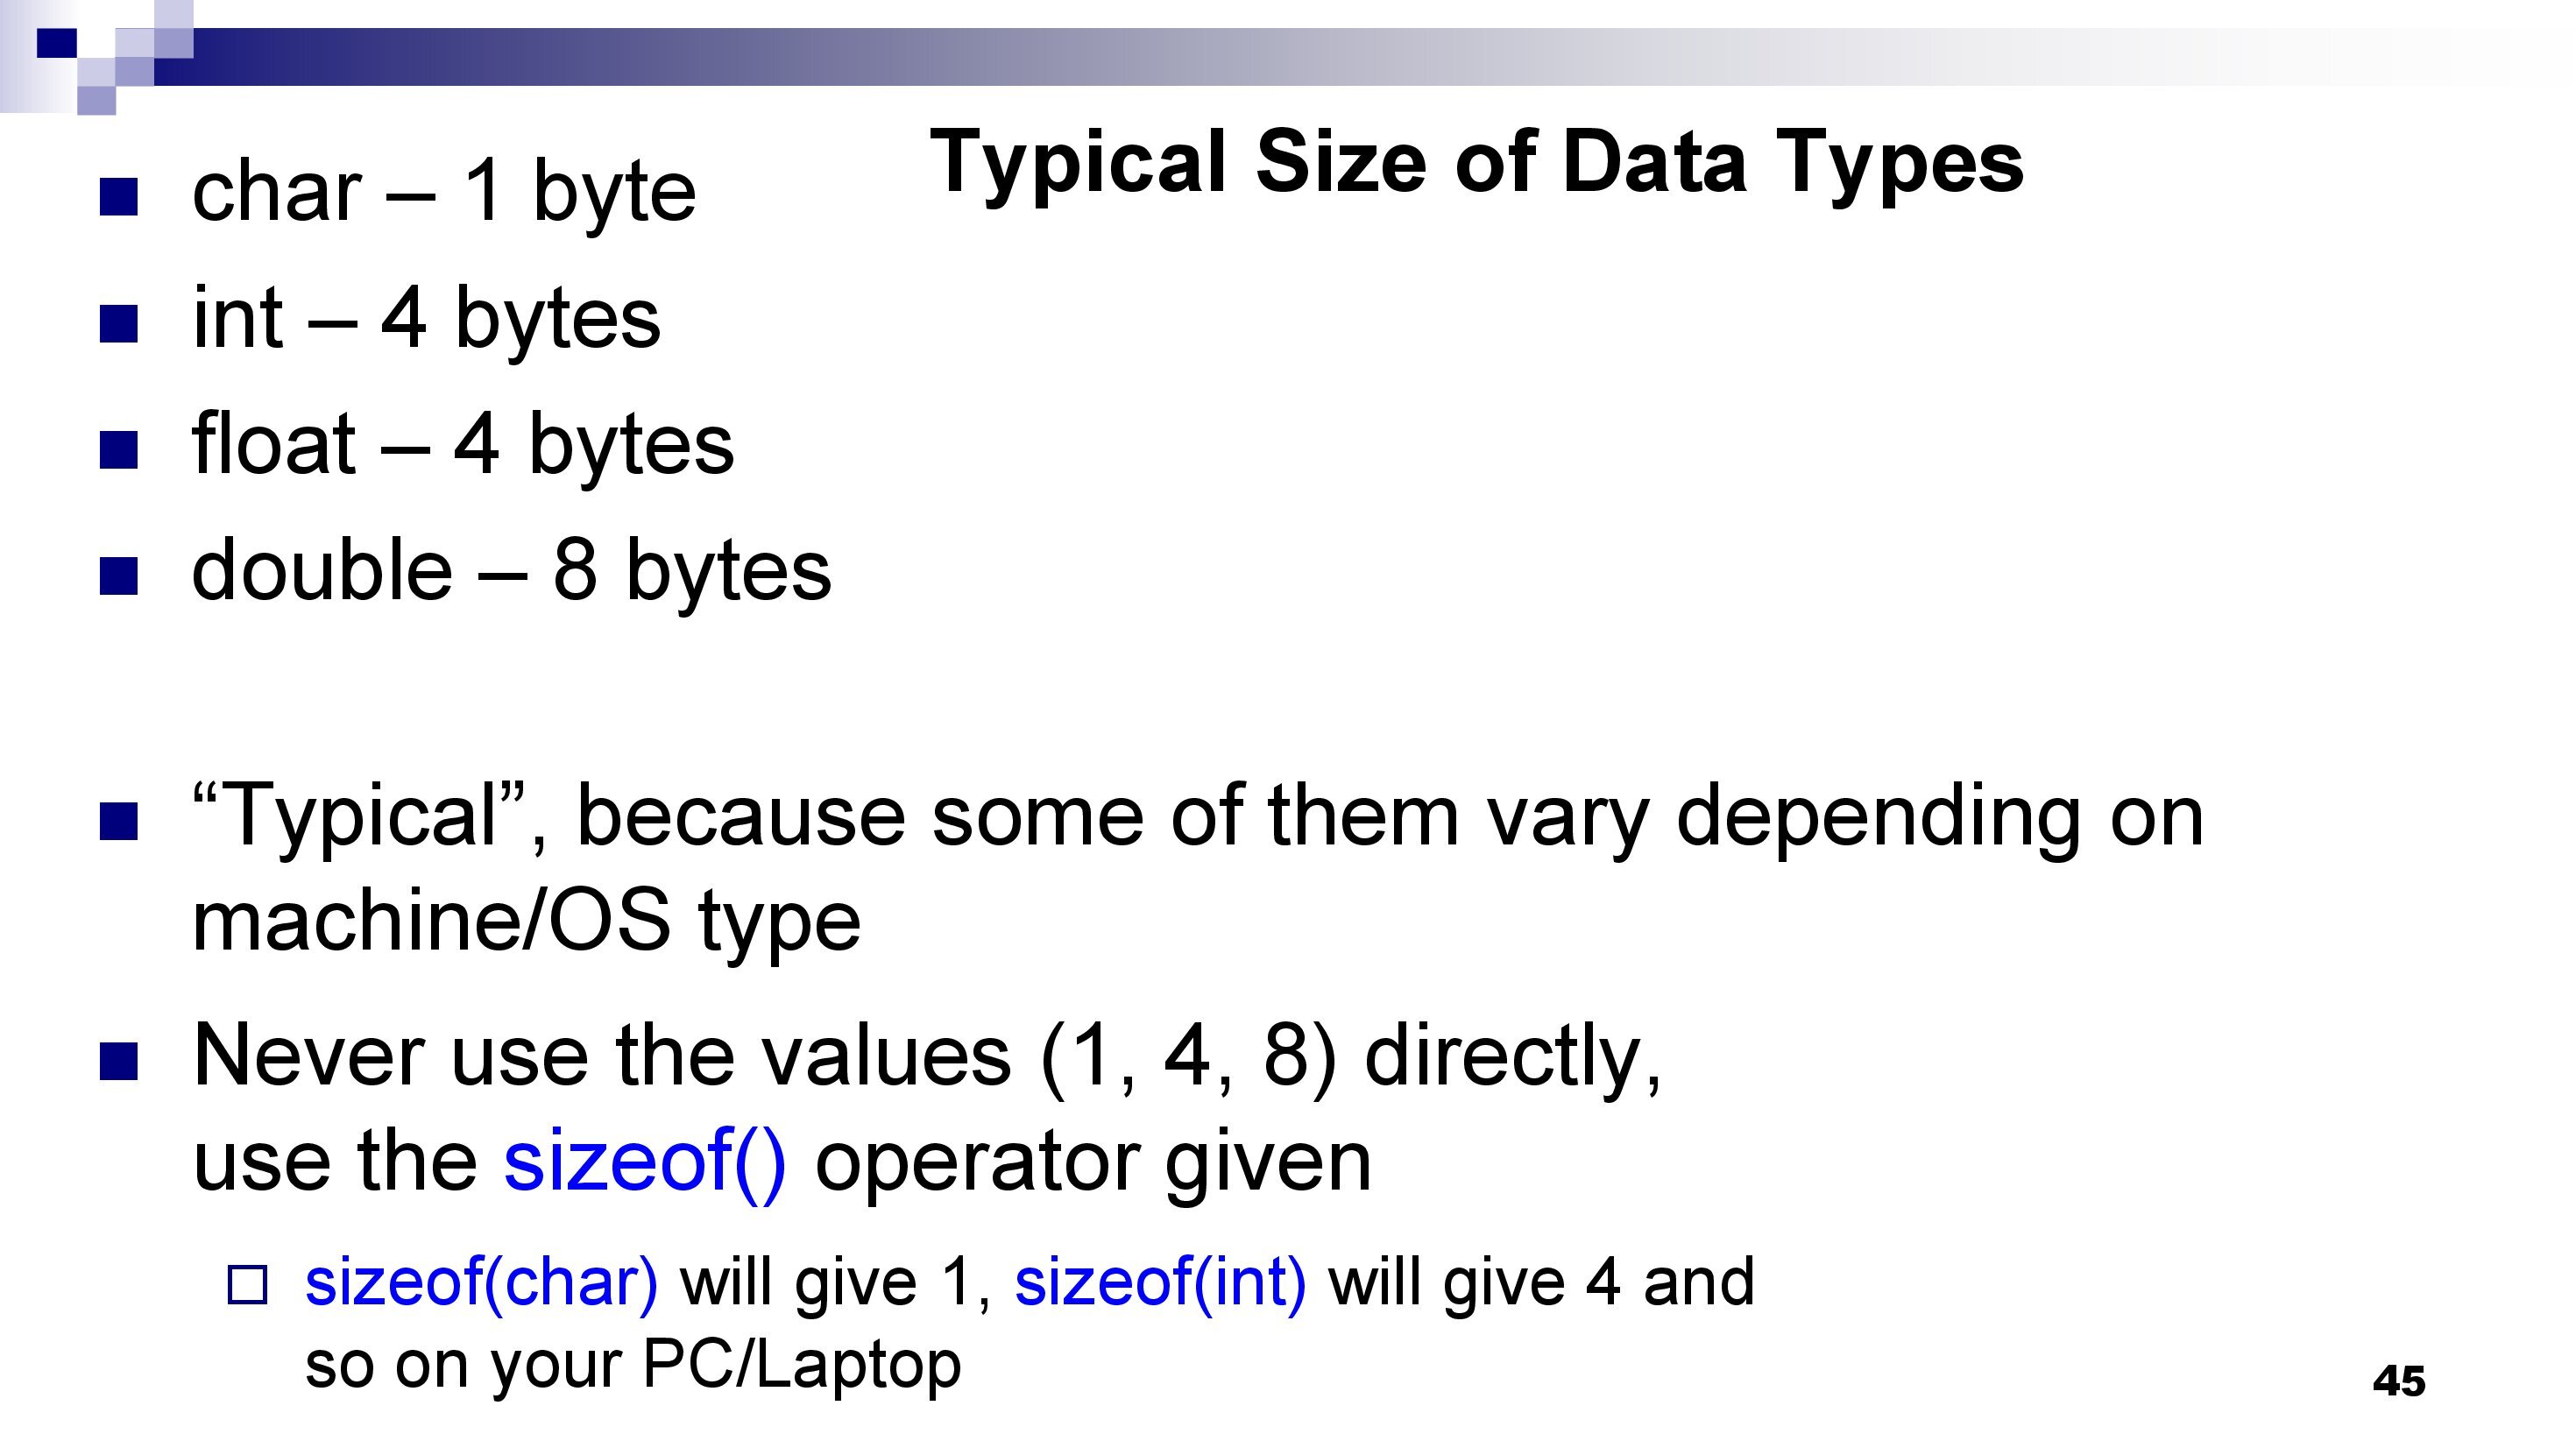 Typical Size of Data Types
char – 1 byte
int – 4 bytes
float – 4 bytes
double – 8 bytes
“Typical”, because some of them vary depending on
machine/OS type
Never use the values (1, 4, 8) directly,
use the sizeof() operator given
sizeof(char) will give 1, sizeof(int) will give 4 and
so on your PC/Laptop
45